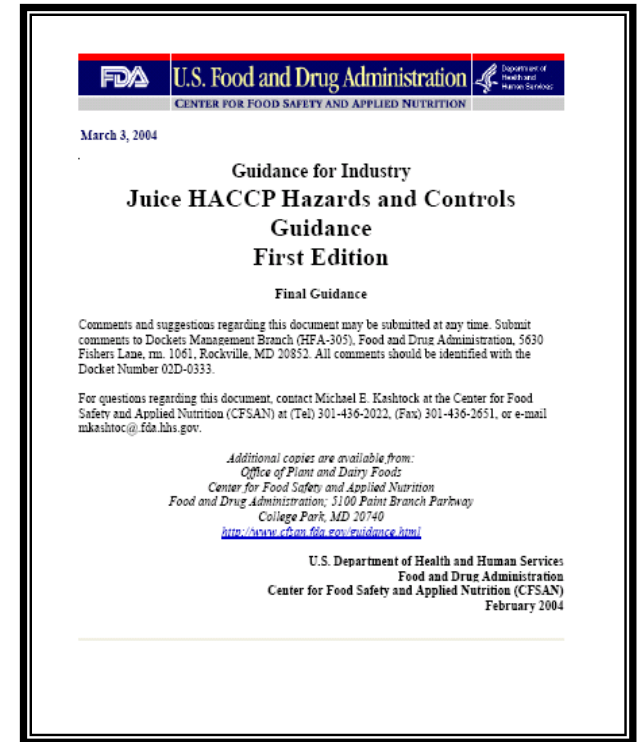 FDA U.S. Food and Drug Administration Department of
Health and
Human Services
CENTER FOR FOOD SAFETY AND APPLIED NUTRITION
March 3, 2004
.
Guidance for Industry
Juice HACCP Hazards and Controls
Guidance
First Edition
Final Guidance
Comments and suggestions regarding this document may be submitted at any time. Submit
comments to Dockets Management Branch (HFA-305), Food and Drug Administration, 5630
Fishers Lane, rm. 1061, Rockville, MD 20852. All comments should be identified with the
Docket Number 02D-0333.
For questions regarding this document, contact Michael E. Kashtock at the Center for Food
Safety and Applied Nutrition (CFSAN) at (Tel) 301-436-2022, (Fax) 301-436-2651, or e-mail
mkashtoc@.fda.hhs.gov.
Additional copies are available from:
Office of Plant and Dairy Foods
Center for Food Safety and Applied Nutrition
Food and Drug Administration; 5100 Paint Branch Parkway
College Park, MD 20740
http://www.cfsan.fda.gov/guidance.html
U.S. Department of Health and Human Services
Food and Drug Administration
Center for Food Safety and Applied Nutrition (CFSAN)
February 2004